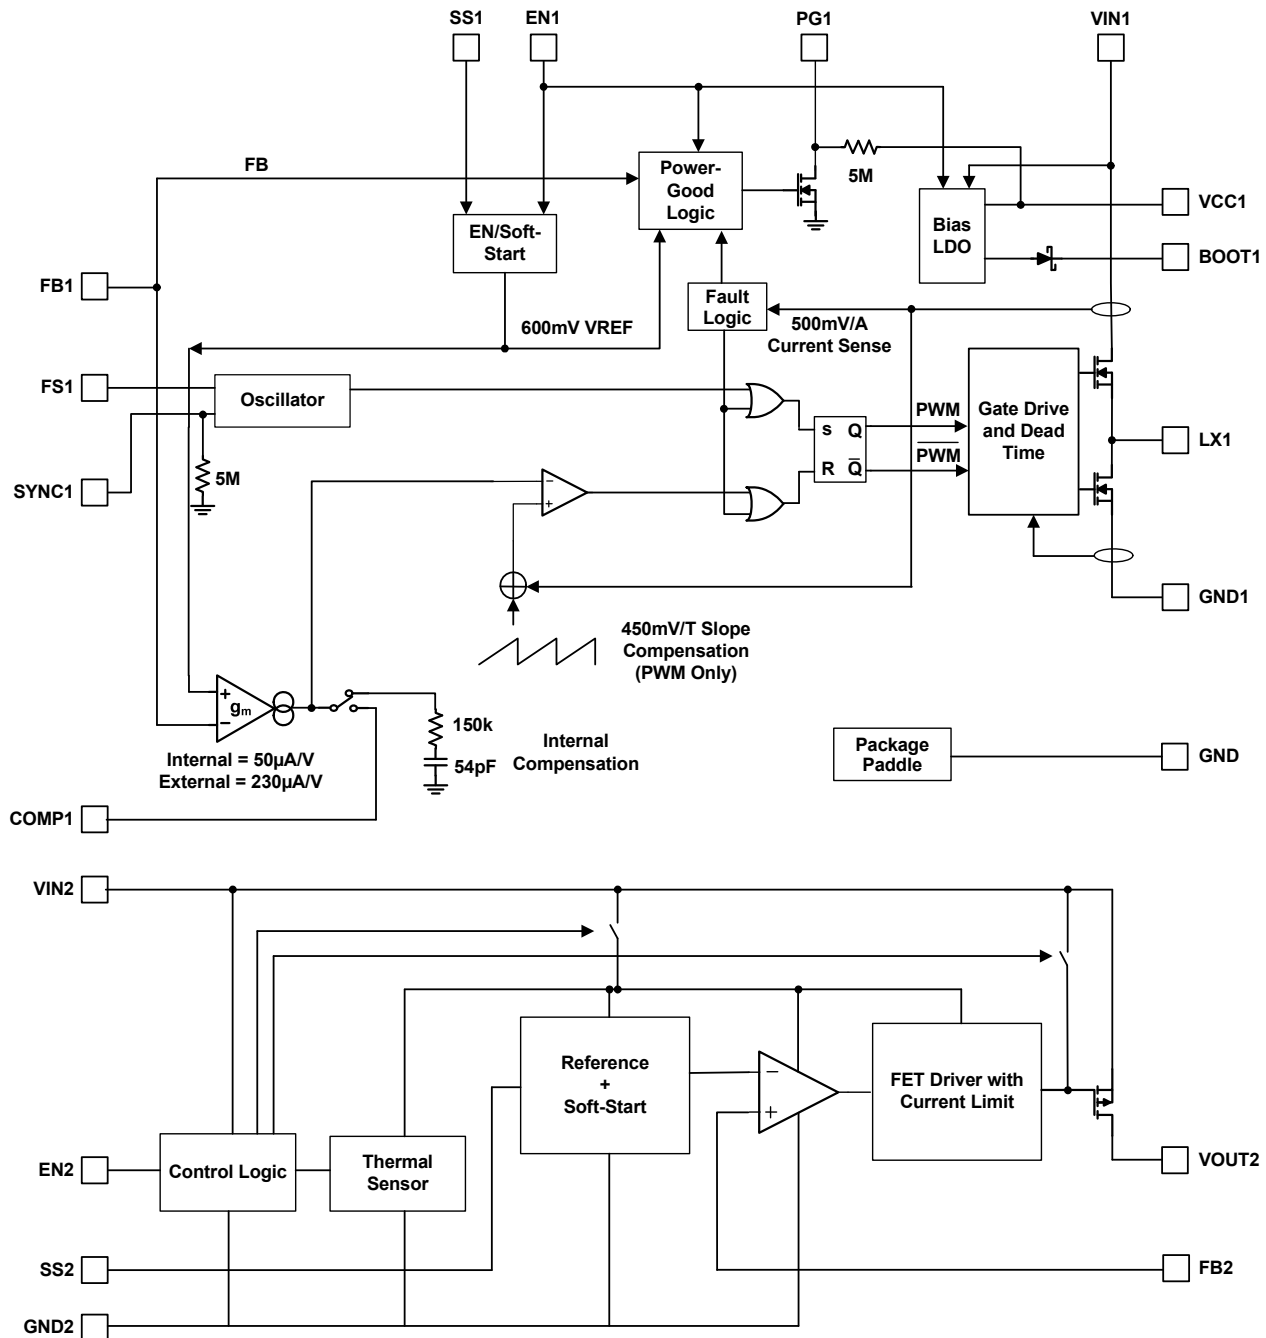 SS1
EN1
PG1
VIN1
FB
Power-
Good
Logic
5M
VCC1
Bias
LDO
EN/Soft-
Start
BOOT1
FB1
Fault
Logic
600mV VREF
500mV/A
Current Sense
FS1
Oscillator
s Q
R Q̅
PWM
P̅W̅M̅
Gate Drive
and Dead
Time
LX1
SYNC1
5M
-
+
GND1
450mV/T Slope
Compensation
(PWM Only)
+
gm
−
150k
54pF
Internal
Compensation
Internal = 50µA/V
External = 230µA/V
Package
Paddle
GND
COMP1
VIN2
Reference
+
Soft-Start
−
+
FET Driver with
Current Limit
EN2
Control Logic
Thermal
Sensor
VOUT2
SS2
FB2
GND2